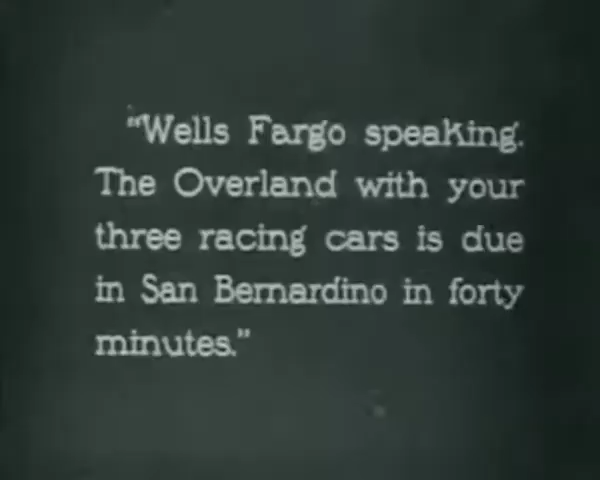 "Wells Fargo speaking.
The Overland with your
three racing cars is due
in San Bernardino in forty
minutes."